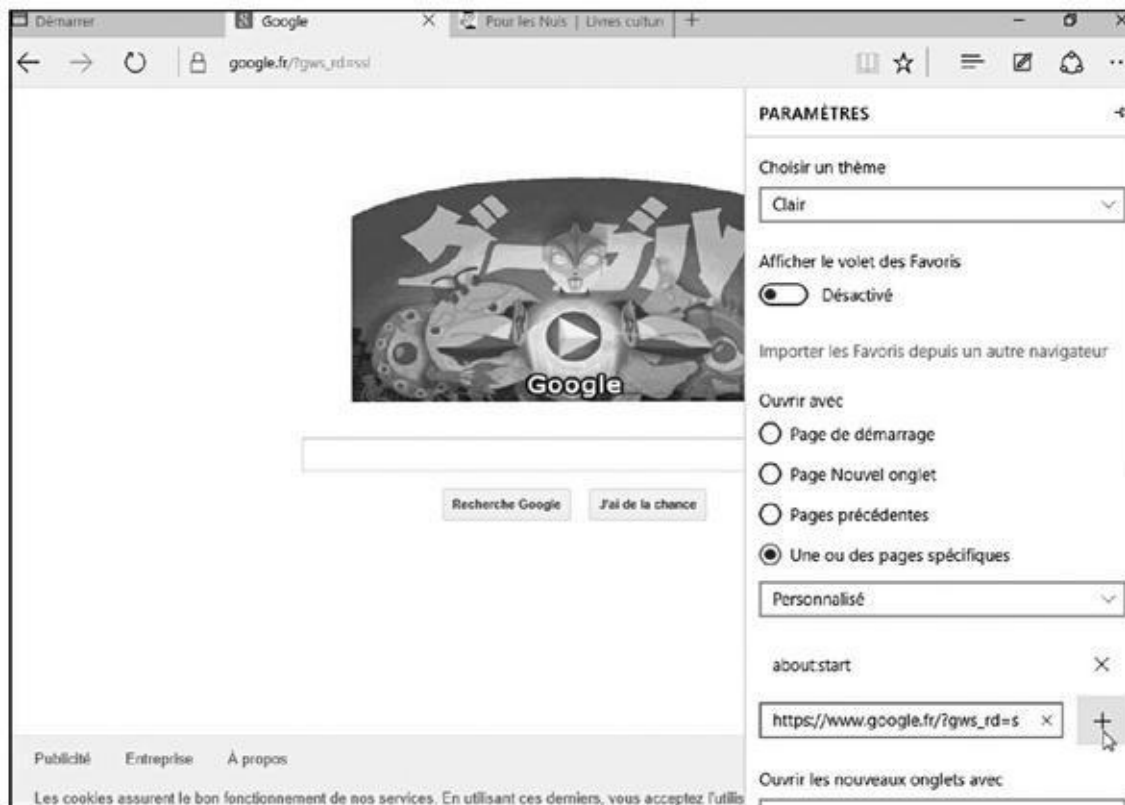 Démarrer
Google
Pour les Nuls | Livres cultun
google.fr/?gws_rd=ssl
PARAMÈTRES
Choisir un thème
Clair
Afficher le volet des Favoris
Désactivé
Importer les Favoris depuis un autre navigateur
Ouvrir avec
Page de démarrage
Page Nouvel onglet
Pages précédentes
Une ou des pages spécifiques
Personnalisé
about:start
https://www.google.fr/?gws_rd=s
Ouvrir les nouveaux onglets avec
グーグル
Google
Recherche Google
J'ai de la chance
Publicité
Entreprise
À propos
Les cookies assurent le bon fonctionnement de nos services. En utilisant ces derniers, vous acceptez l'utilis